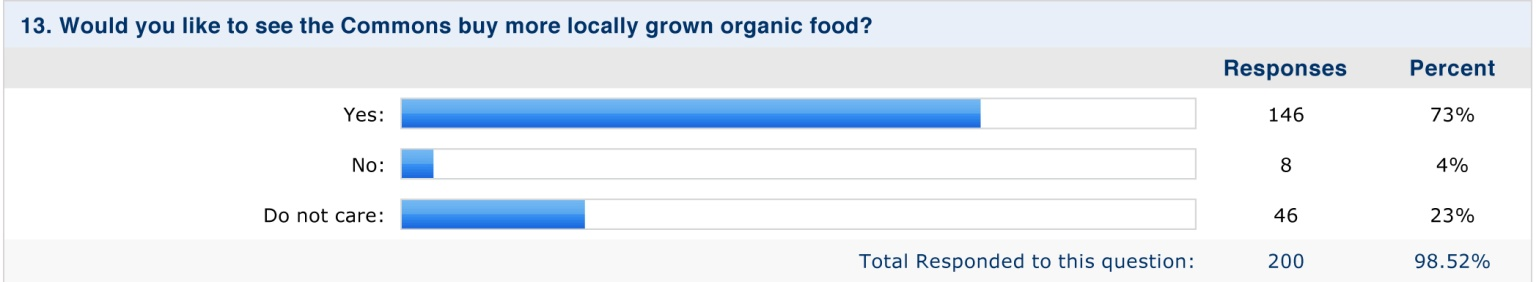 13. Would you like to see the Commons buy more locally grown organic food?
Responses Percent
Yes: 146 73%
No: 8 4%
Do not care: 46 23%
Total Responded to this question: 200 98.52%